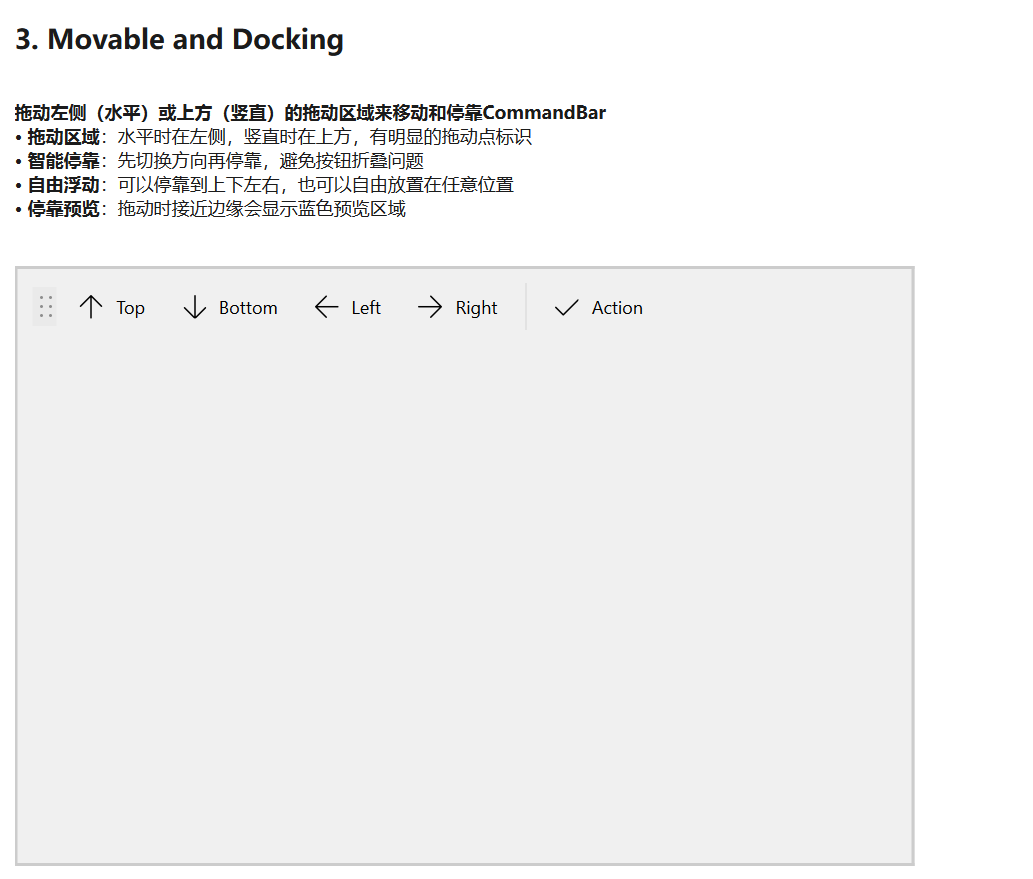 3. Movable and Docking
拖动左侧（水平）或上方（竖直）的拖动区域来移动和停靠CommandBar
• 拖动区域：水平时在左侧，竖直时在上方，有明显的拖动点标识
• 智能停靠：先切换方向再停靠，避免按钮折叠问题
• 自由浮动：可以停靠到上下左右，也可以自由放置在任意位置
• 停靠预览：拖动时接近边缘会显示蓝色预览区域
Top Bottom Left Right Action